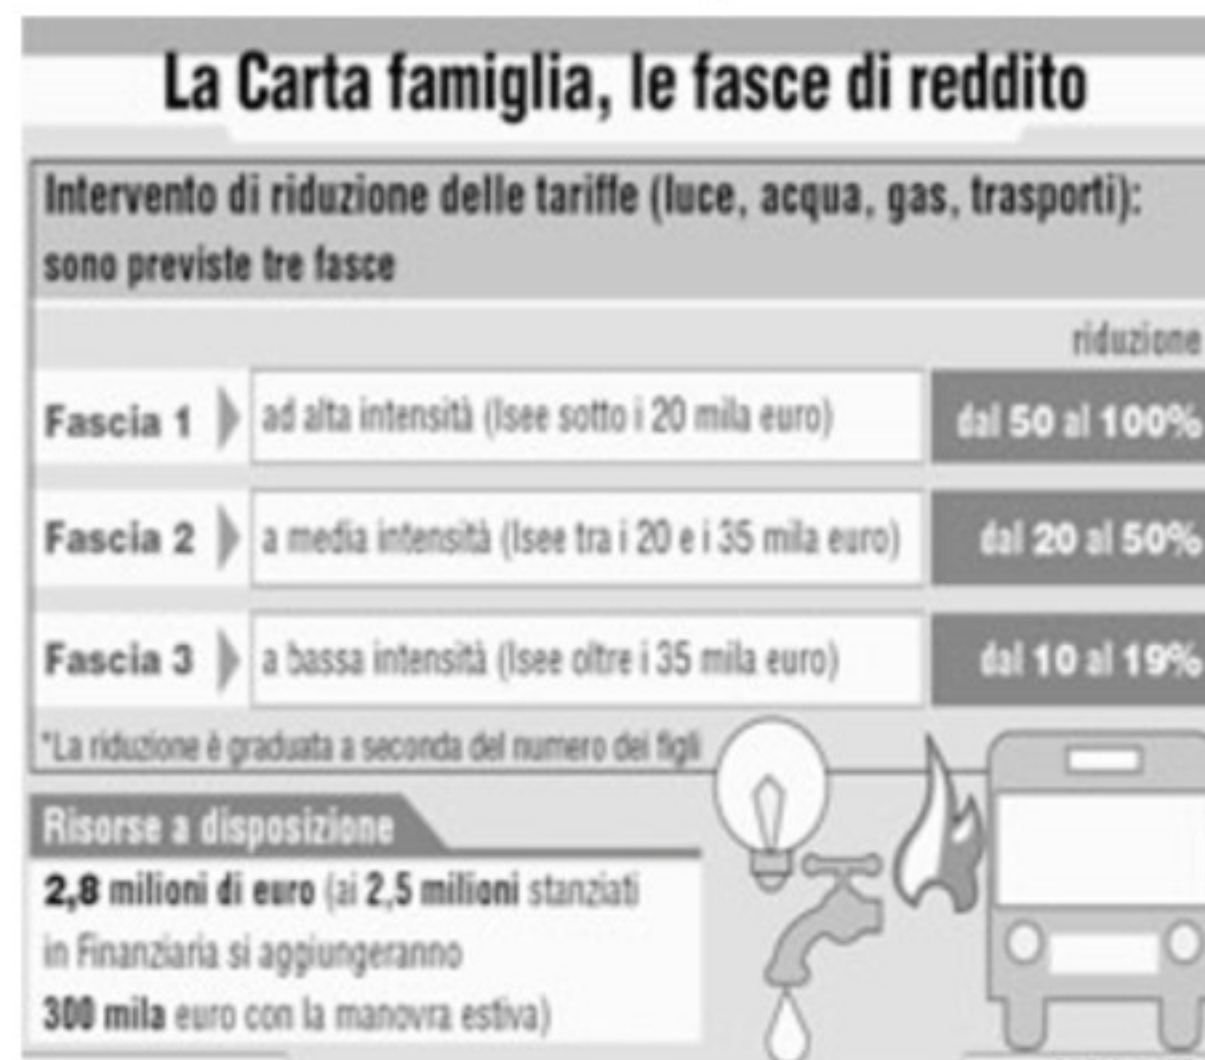 La Carta famiglia, le fasce di reddito
Intervento di riduzione delle tariffe (luce, acqua, gas, trasporti):
sono previste tre fasce
riduzione
Fascia 1 ad alta intensità (Isee sotto i 20 mila euro) dal 50 al 100%
Fascia 2 a media intensità (Isee tra i 20 e i 35 mila euro) dal 20 al 50%
Fascia 3 a bassa intensità (Isee oltre i 35 mila euro) dal 10 al 19%
*La riduzione è graduata a seconda del numero dei figli
Risorse a disposizione
2,8 milioni di euro (ai 2,5 milioni stanziati
in Finanziaria si aggiungeranno
300 mila euro con la manovra estiva)